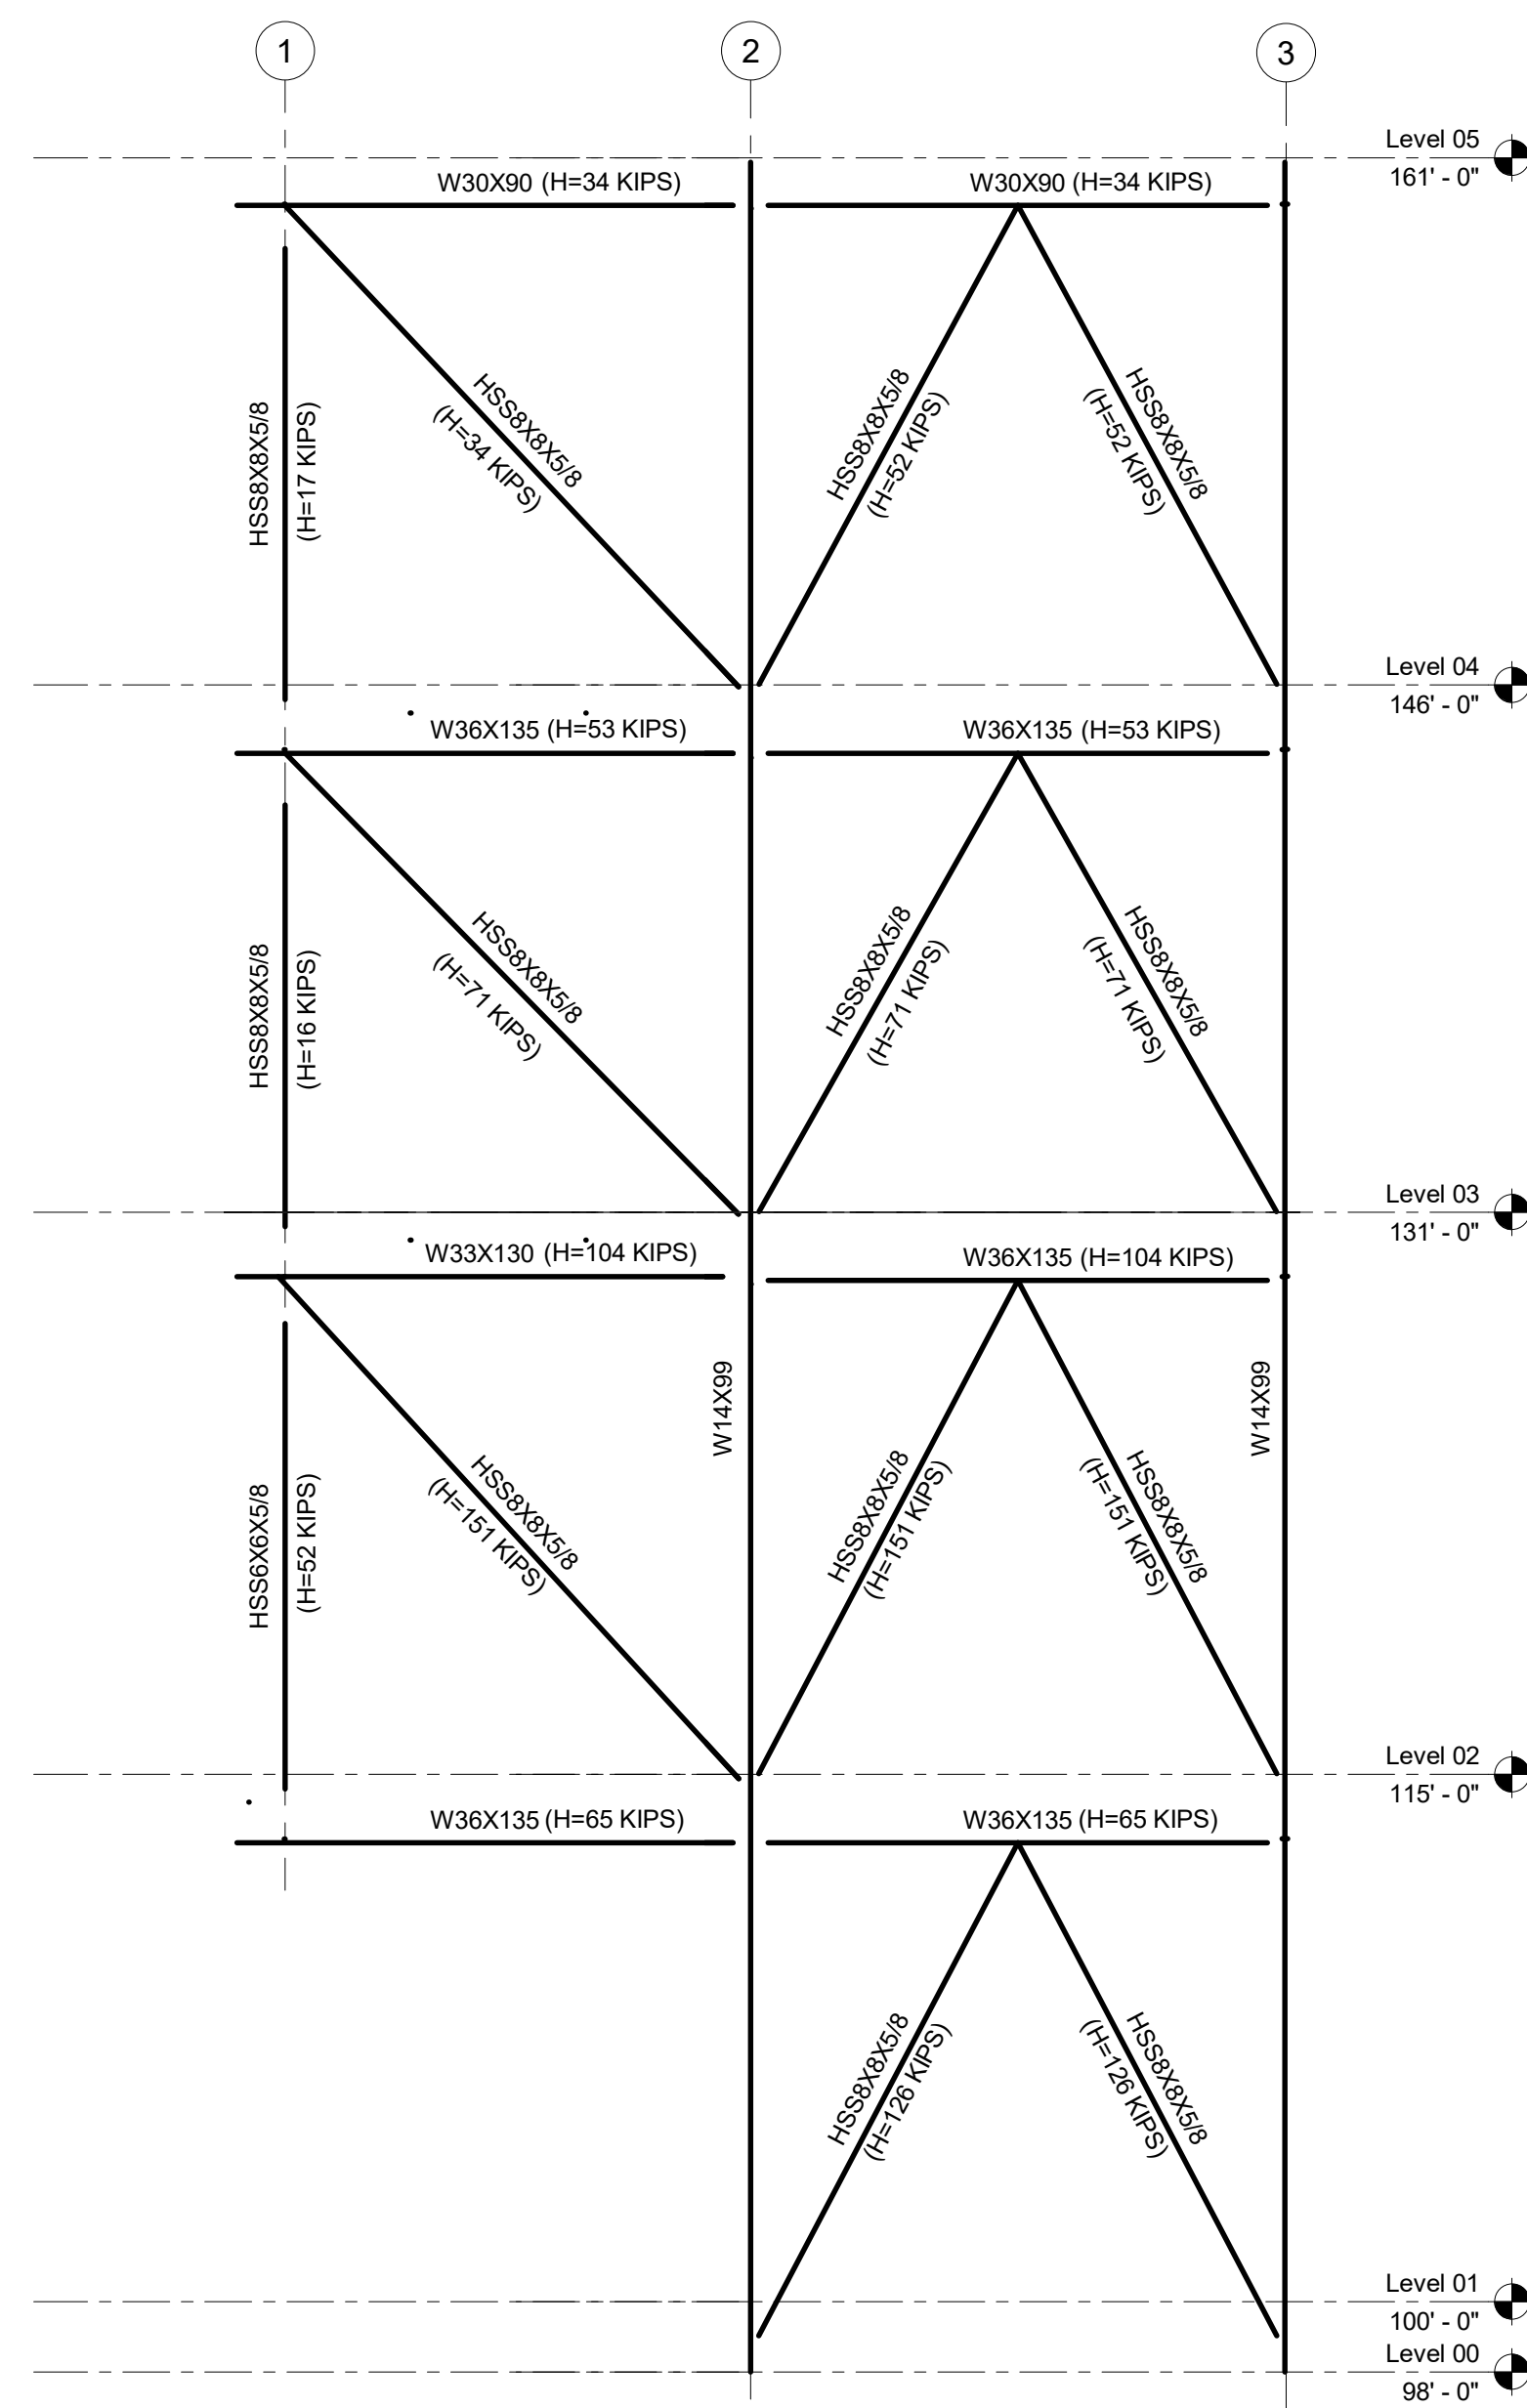 1
2
3
Level 05
161' - 0"
W30X90 (H=34 KIPS)
W30X90 (H=34 KIPS)
HSS8X8X5/8
(H=17 KIPS)
HSS8X8X5/8
(H=34 KIPS)
HSS8X8X5/8
(H=52 KIPS)
HSS8X8X5/8
(H=52 KIPS)
Level 04
146' - 0"
W36X135 (H=53 KIPS)
W36X135 (H=53 KIPS)
HSS8X8X5/8
(H=16 KIPS)
HSS8X8X5/8
(H=71 KIPS)
HSS8X8X5/8
(H=71 KIPS)
HSS8X8X5/8
(H=71 KIPS)
Level 03
131' - 0"
W33X130 (H=104 KIPS)
W36X135 (H=104 KIPS)
W14X99
W14X99
HSS6X6X5/8
(H=52 KIPS)
HSS8X8X5/8
(H=151 KIPS)
HSS8X8X5/8
(H=151 KIPS)
HSS8X8X5/8
(H=151 KIPS)
Level 02
115' - 0"
W36X135 (H=65 KIPS)
W36X135 (H=65 KIPS)
HSS8X8X5/8
(H=126 KIPS)
HSS8X8X5/8
(H=126 KIPS)
Level 01
100' - 0"
Level 00
98' - 0"